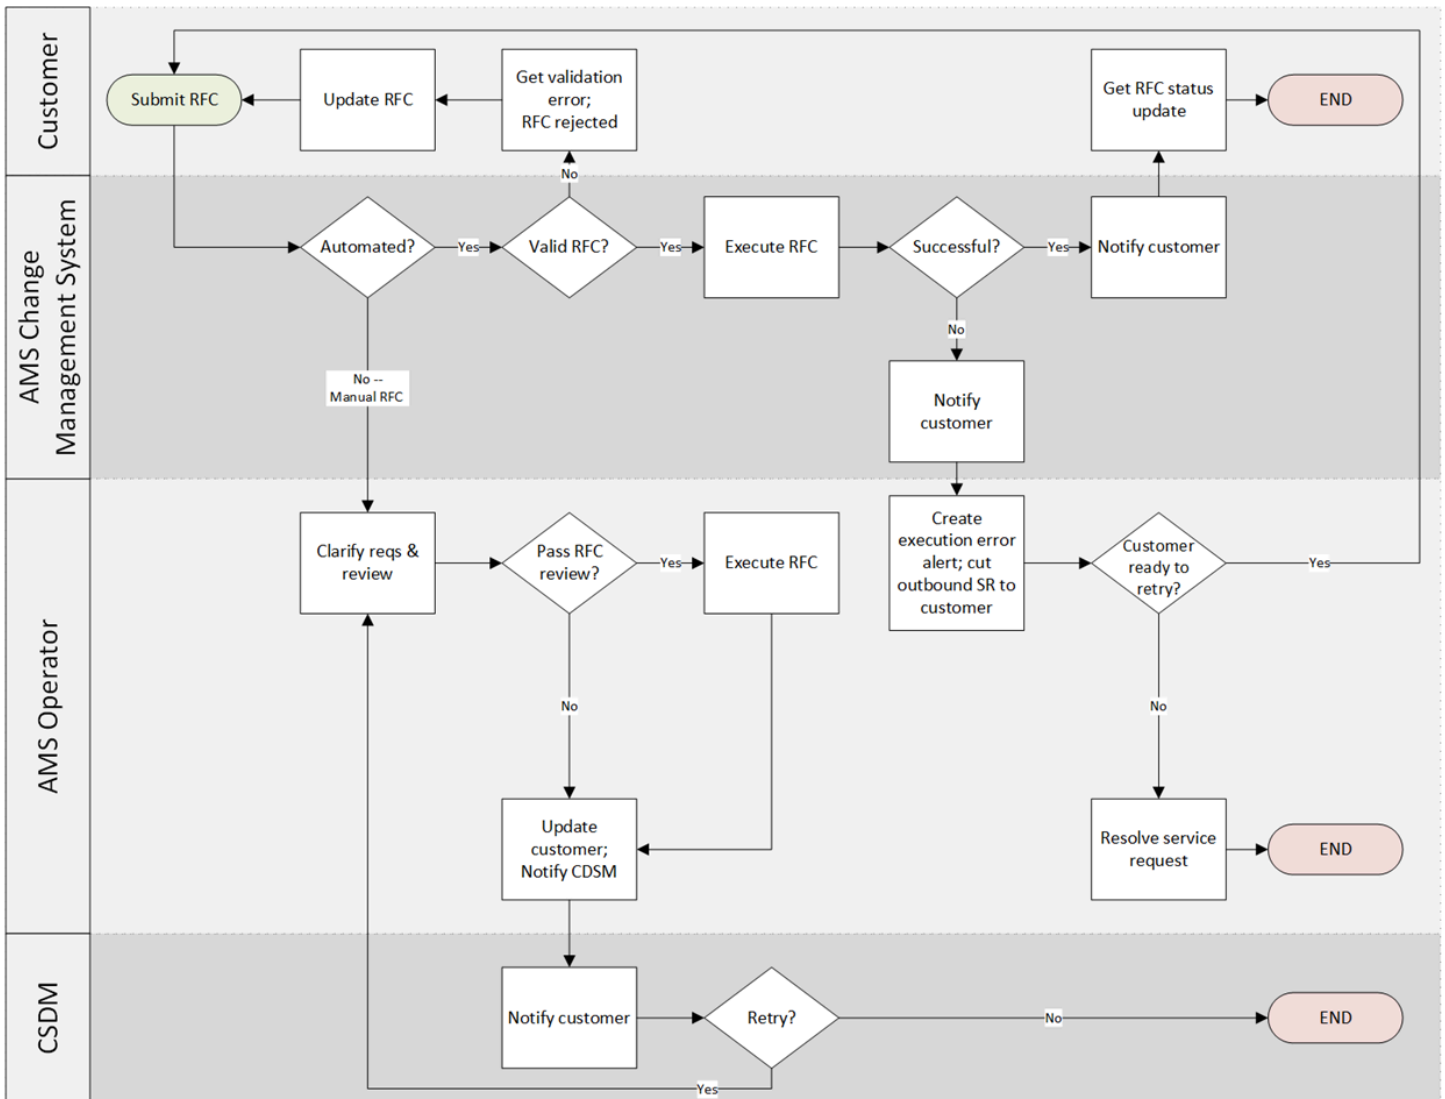 Customer
Submit RFC
Update RFC
Get validation
error;
RFC rejected
Get RFC status
update
END
AMS Change
Management System
No
Automated?
Yes
Valid RFC?
Yes
Execute RFC
Successful?
Yes
Notify customer
No
No --
Manual RFC
Notify
customer
AMS Operator
Clarify reqs &
review
Pass RFC
review?
Yes
Execute RFC
Create
execution error
alert; cut
outbound SR to
customer
Customer
ready to
retry?
Yes
No
No
Update
customer;
Notify CDSM
Resolve service
request
END
CSDM
Notify customer
Retry?
No
END
Yes